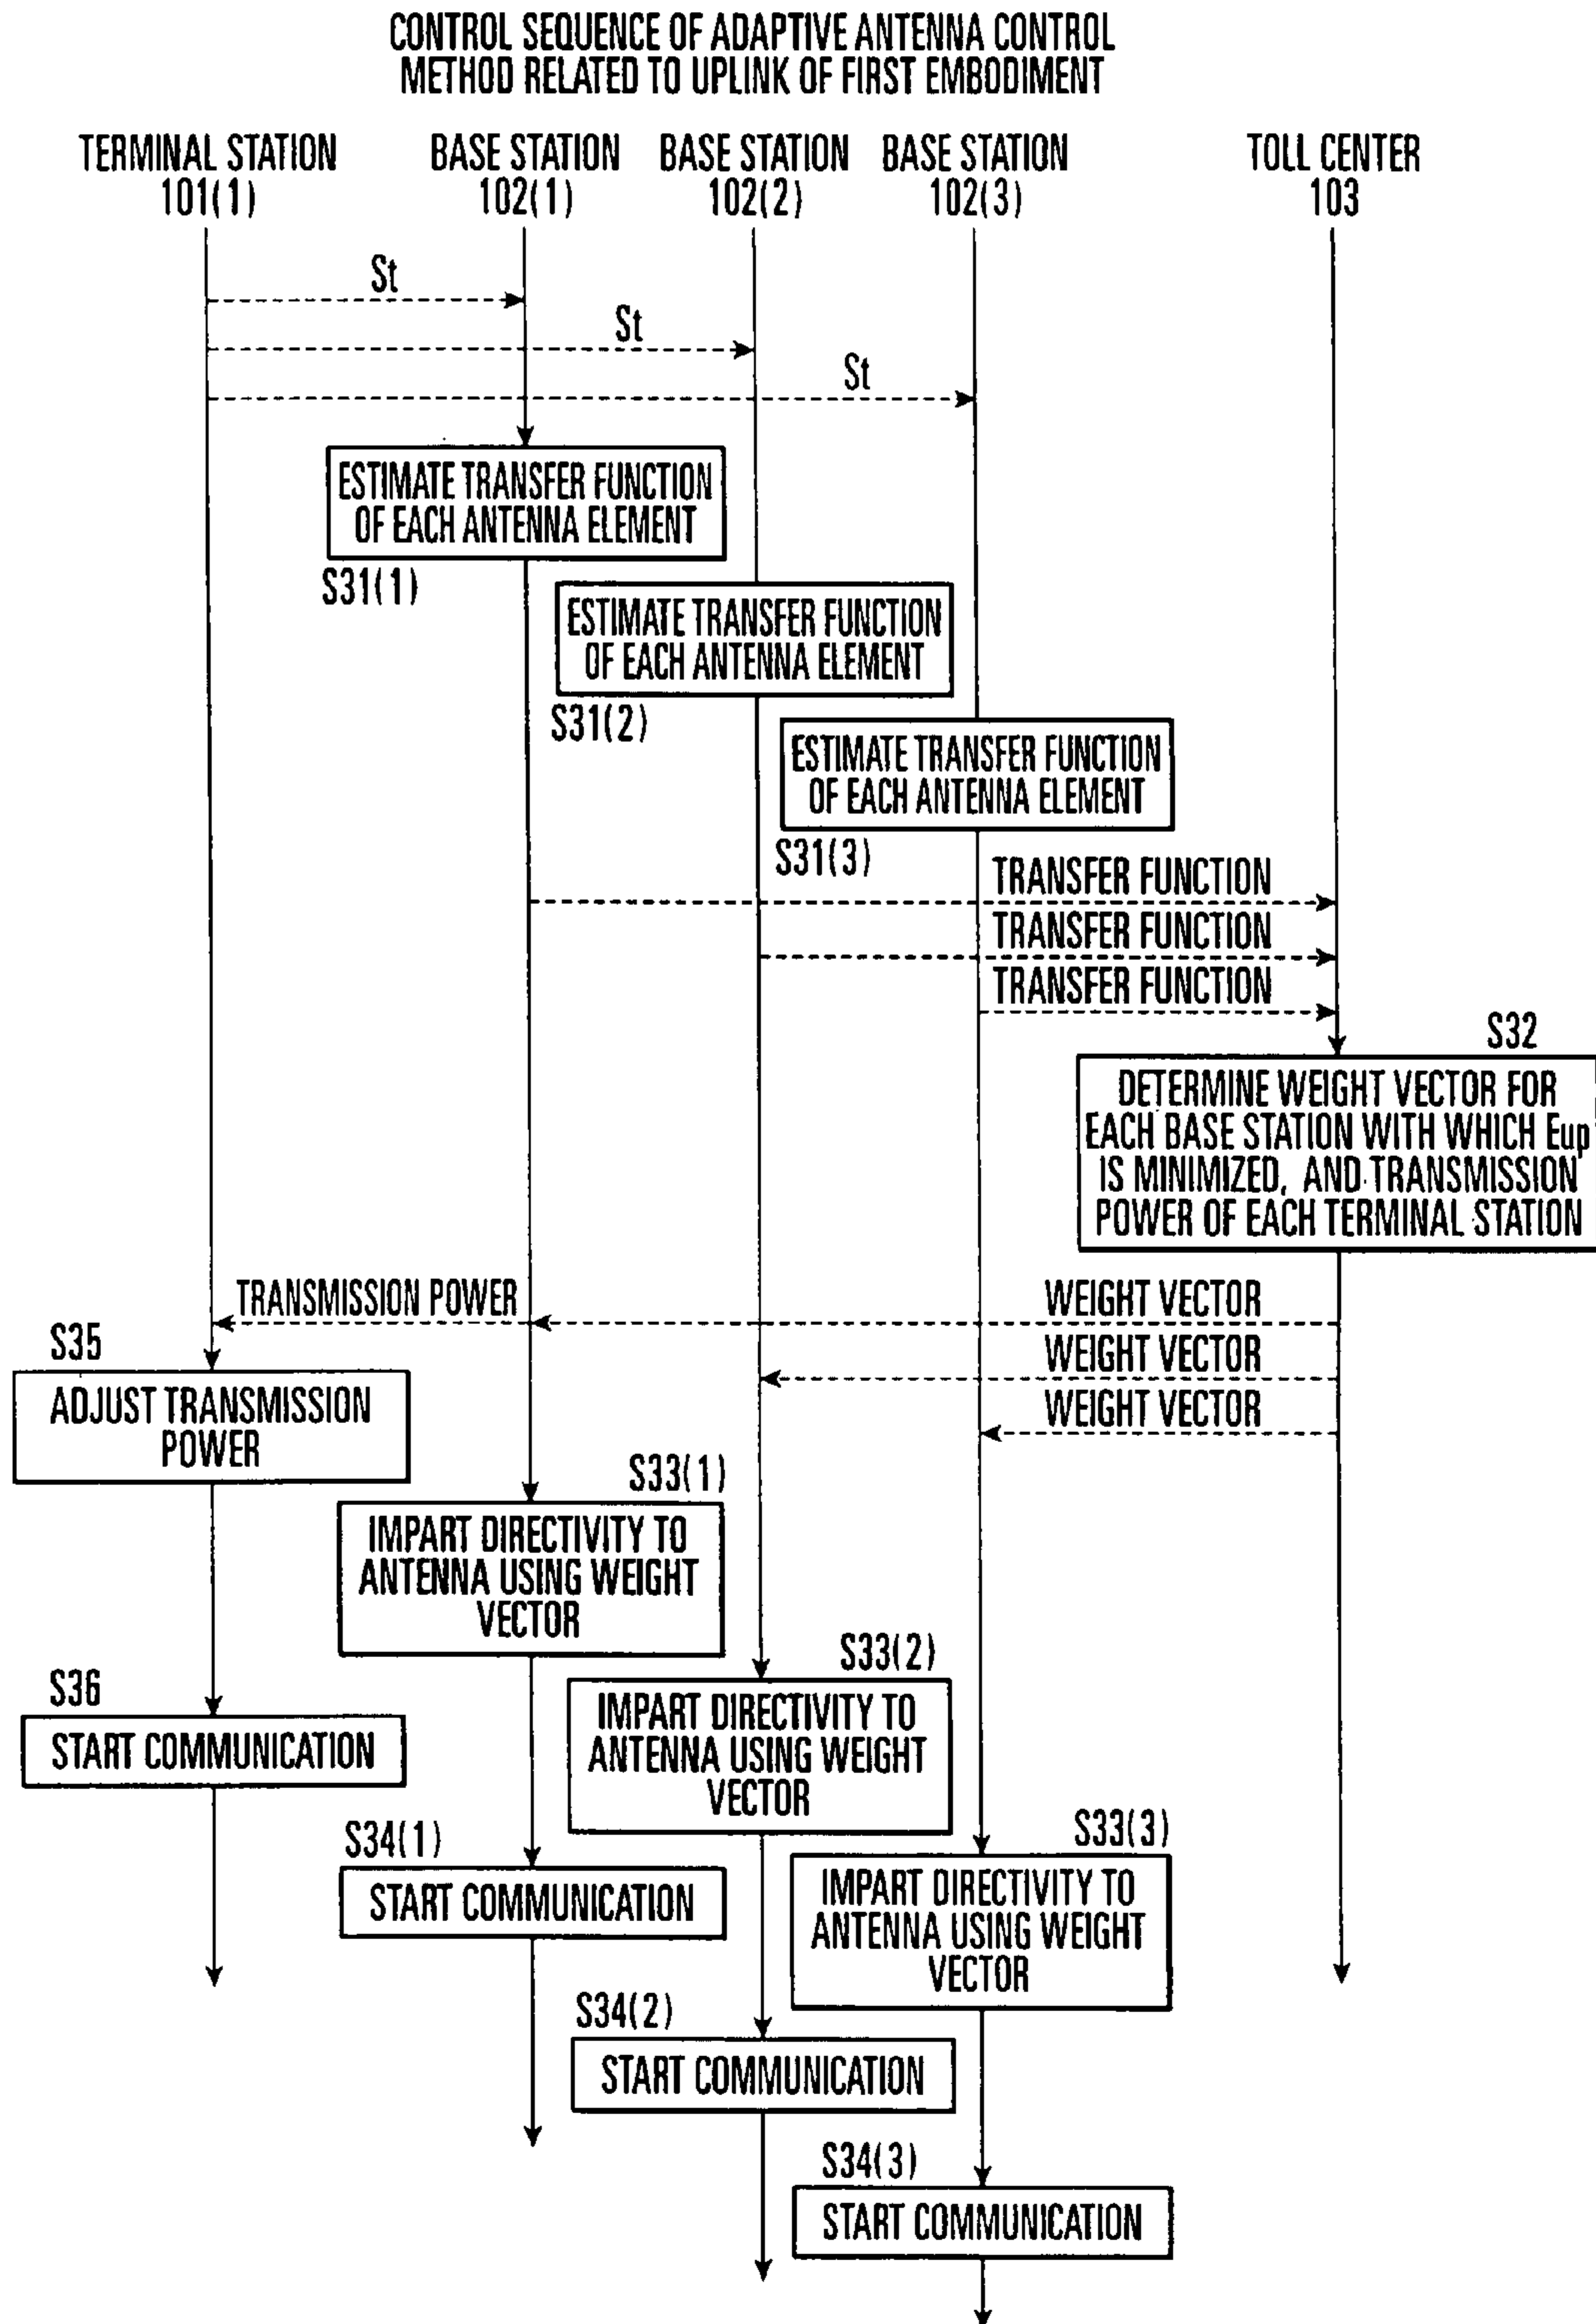 CONTROL SEQUENCE OF ADAPTIVE ANTENNA CONTROL
METHOD RELATED TO UPLINK OF FIRST EMBODIMENT
TERMINAL STATION
101(1)
BASE STATION
102(1)
BASE STATION
102(2)
BASE STATION
102(3)
TOLL CENTER
103
St
St
St
ESTIMATE TRANSFER FUNCTION
OF EACH ANTENNA ELEMENT
S31(1)
ESTIMATE TRANSFER FUNCTION
OF EACH ANTENNA ELEMENT
S31(2)
ESTIMATE TRANSFER FUNCTION
OF EACH ANTENNA ELEMENT
S31(3)
TRANSFER FUNCTION
TRANSFER FUNCTION
TRANSFER FUNCTION
S32
DETERMINE WEIGHT VECTOR FOR
EACH BASE STATION WITH WHICH Eup
IS MINIMIZED, AND TRANSMISSION
POWER OF EACH TERMINAL STATION
TRANSMISSION POWER
WEIGHT VECTOR
WEIGHT VECTOR
WEIGHT VECTOR
S35
ADJUST TRANSMISSION
POWER
S33(1)
IMPART DIRECTIVITY TO
ANTENNA USING WEIGHT
VECTOR
S33(2)
IMPART DIRECTIVITY TO
ANTENNA USING WEIGHT
VECTOR
S36
START COMMUNICATION
S34(1)
START COMMUNICATION
S33(3)
IMPART DIRECTIVITY TO
ANTENNA USING WEIGHT
VECTOR
S34(2)
START COMMUNICATION
S34(3)
START COMMUNICATION